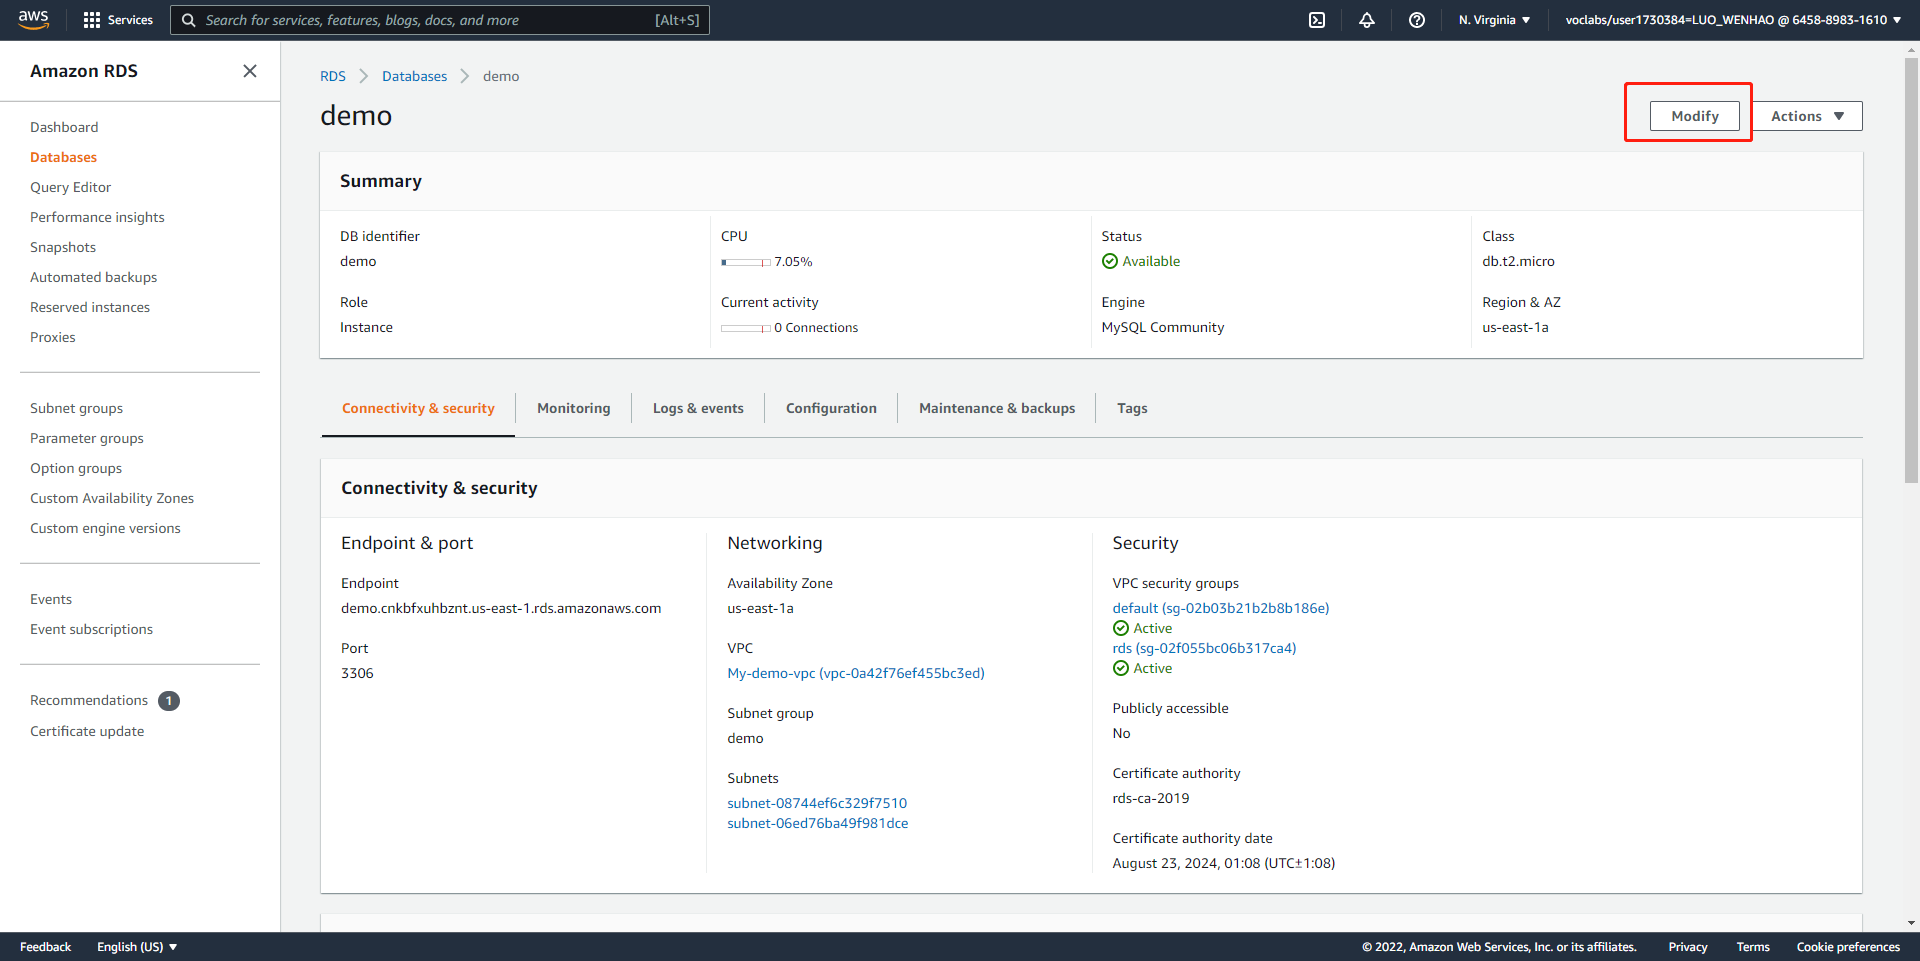 aws
Services
Search for services, features, blogs, docs, and more [Alt+S]
N. Virginia
voclabs/user1730384=LUO_WENHAO @ 6458-8983-1610
Amazon RDS
Dashboard
Databases
Query Editor
Performance insights
Snapshots
Automated backups
Reserved instances
Proxies
Subnet groups
Parameter groups
Option groups
Custom Availability Zones
Custom engine versions
Events
Event subscriptions
Recommendations 1
Certificate update
RDS Databases demo
demo
Modify
Actions
Summary
DB identifier
demo
CPU
7.05%
Status
Available
Class
db.t2.micro
Role
Instance
Current activity
0 Connections
Engine
MySQL Community
Region & AZ
us-east-1a
Connectivity & security
Monitoring
Logs & events
Configuration
Maintenance & backups
Tags
Connectivity & security
Endpoint & port
Endpoint
demo.cnkbfxuhbznt.us-east-1.rds.amazonaws.com
Port
3306
Networking
Availability Zone
us-east-1a
VPC
My-demo-vpc (vpc-0a42f76ef455bc3ed)
Subnet group
demo
Subnets
subnet-08744ef6c329f7510
subnet-06ed76ba49f981dce
Security
VPC security groups
default (sg-02b03b21b2b8b186e)
Active
rds (sg-02f055bc06b317ca4)
Active
Publicly accessible
No
Certificate authority
rds-ca-2019
Certificate authority date
August 23, 2024, 01:08 (UTC±1:08)
Feedback
English (US)
© 2022, Amazon Web Services, Inc. or its affiliates.
Privacy
Terms
Cookie preferences